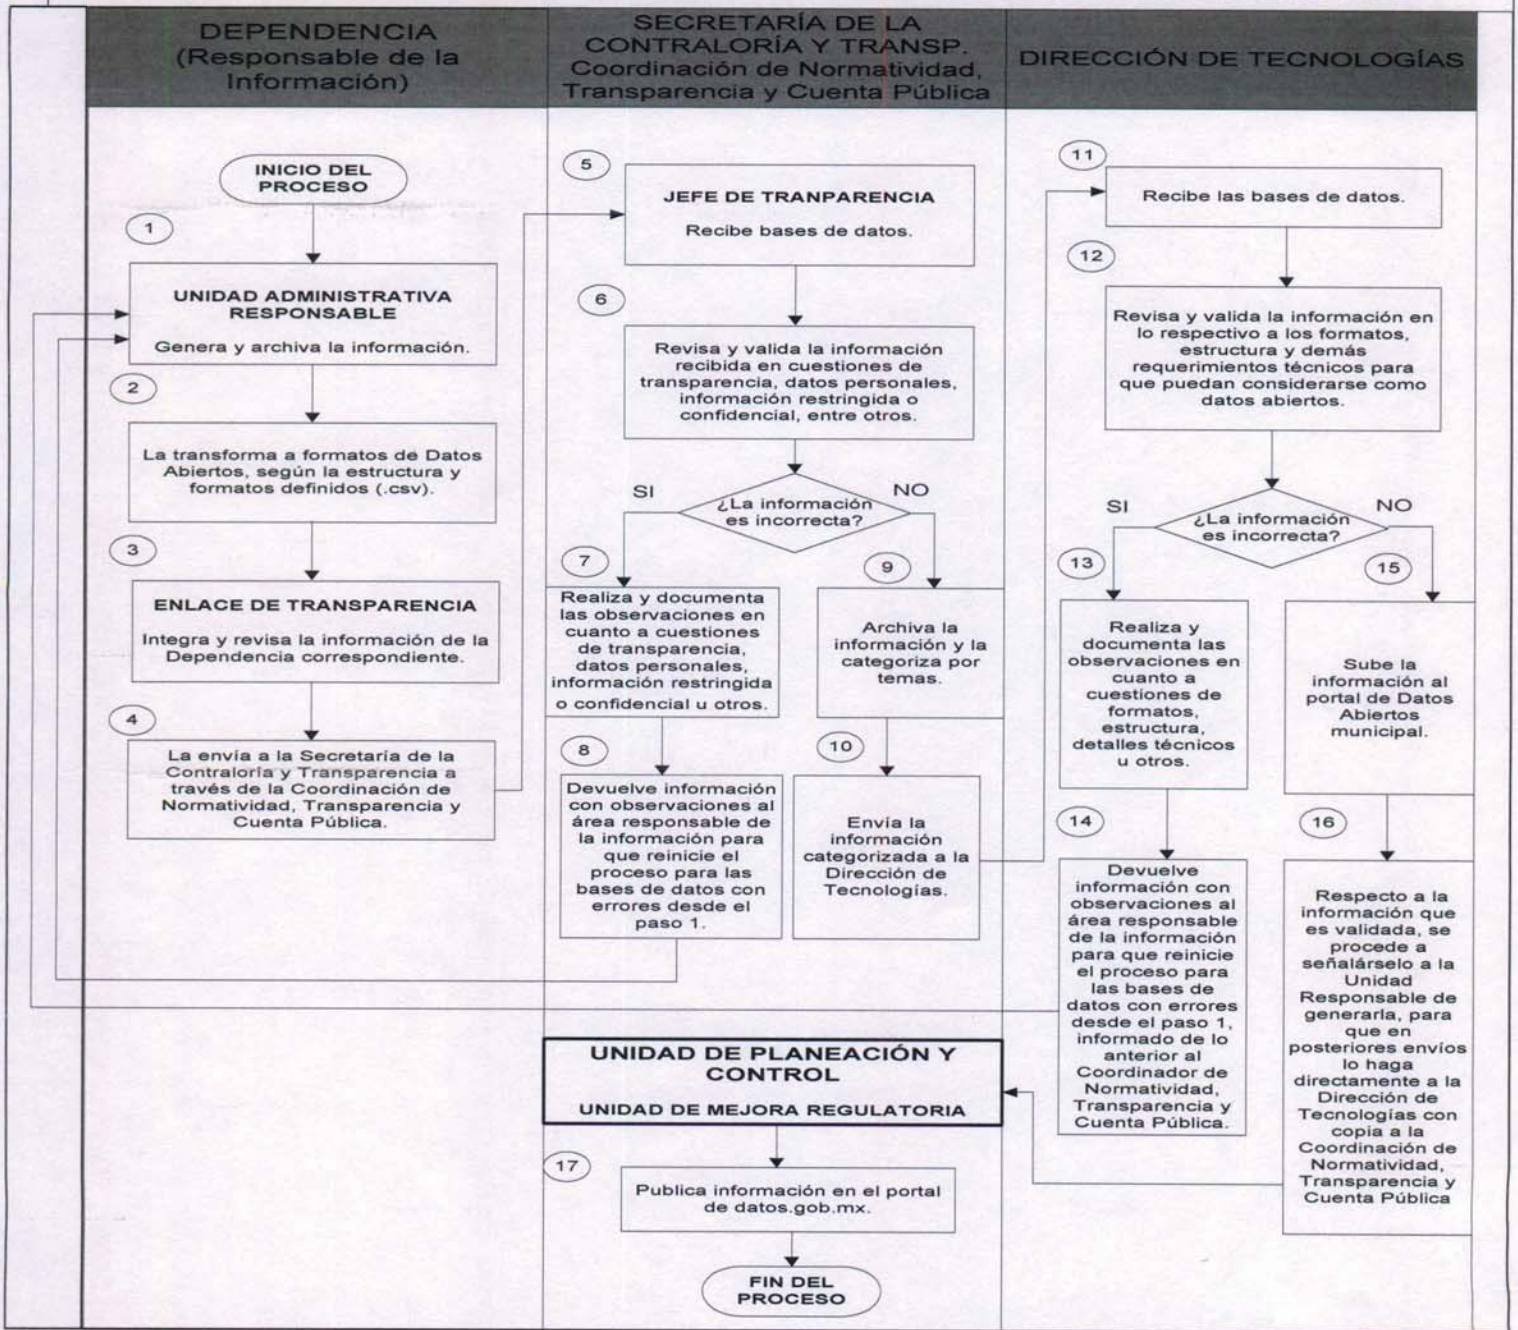 DEPENDENCIA
(Responsable de la
Información)
SECRETARÍA DE LA
CONTRALORÍA Y TRANSP.
Coordinación de Normatividad,
Transparencia y Cuenta Pública
DIRECCIÓN DE TECNOLOGÍAS
INICIO DEL
PROCESO
1
UNIDAD ADMINISTRATIVA
RESPONSABLE
Genera y archiva la información.
2
La transforma a formatos de Datos
Abiertos, según la estructura y
formatos definidos (.csv).
3
ENLACE DE TRANSPARENCIA
Integra y revisa la información de la
Dependencia correspondiente.
4
La envía a la Secretaría de la
Contraloría y Transparencia a
través de la Coordinación de
Normatividad, Transparencia y
Cuenta Pública.
5
JEFE DE TRANPARENCIA
Recibe bases de datos.
6
Revisa y valida la información
recibida en cuestiones de
transparencia, datos personales,
información restringida o
confidencial, entre otros.
SI
NO
¿La información
es incorrecta?
7
Realiza y documenta
las observaciones en
cuanto a cuestiones
de transparencia,
datos personales,
información restringida
o confidencial u otros.
8
Devuelve información
con observaciones al
área responsable de
la información para
que reinicie el
proceso para las
bases de datos con
errores desde el
paso 1.
9
Archiva la
información y la
categoriza por
temas.
10
Envía la
información
categorizada a la
Dirección de
Tecnologías.
11
Recibe las bases de datos.
12
Revisa y valida la información en
lo respectivo a los formatos,
estructura y demás
requerimientos técnicos para
que puedan considerarse como
datos abiertos.
SI
NO
¿La información
es incorrecta?
13
Realiza y
documenta las
observaciones en
cuanto a
cuestiones de
formatos,
estructura,
detalles técnicos
u otros.
14
Devuelve
información con
observaciones al
área responsable
de la información
para que reinicie
el proceso para
las bases de
datos con errores
desde el paso 1,
informado de lo
anterior al
Coordinador de
Normatividad,
Transparencia y
Cuenta Pública.
15
Sube la
información al
portal de Datos
Abiertos
municipal.
16
Respecto a la
información que
es validada, se
procede a
señalárselo a la
Unidad
Responsable de
generarla, para
que en
posteriores envíos
lo haga
directamente a la
Dirección de
Tecnologías con
copia a la
Coordinación de
Normatividad,
Transparencia y
Cuenta Pública
UNIDAD DE PLANEACIÓN Y
CONTROL
UNIDAD DE MEJORA REGULATORIA
17
Publica información en el portal
de datos.gob.mx.
FIN DEL
PROCESO